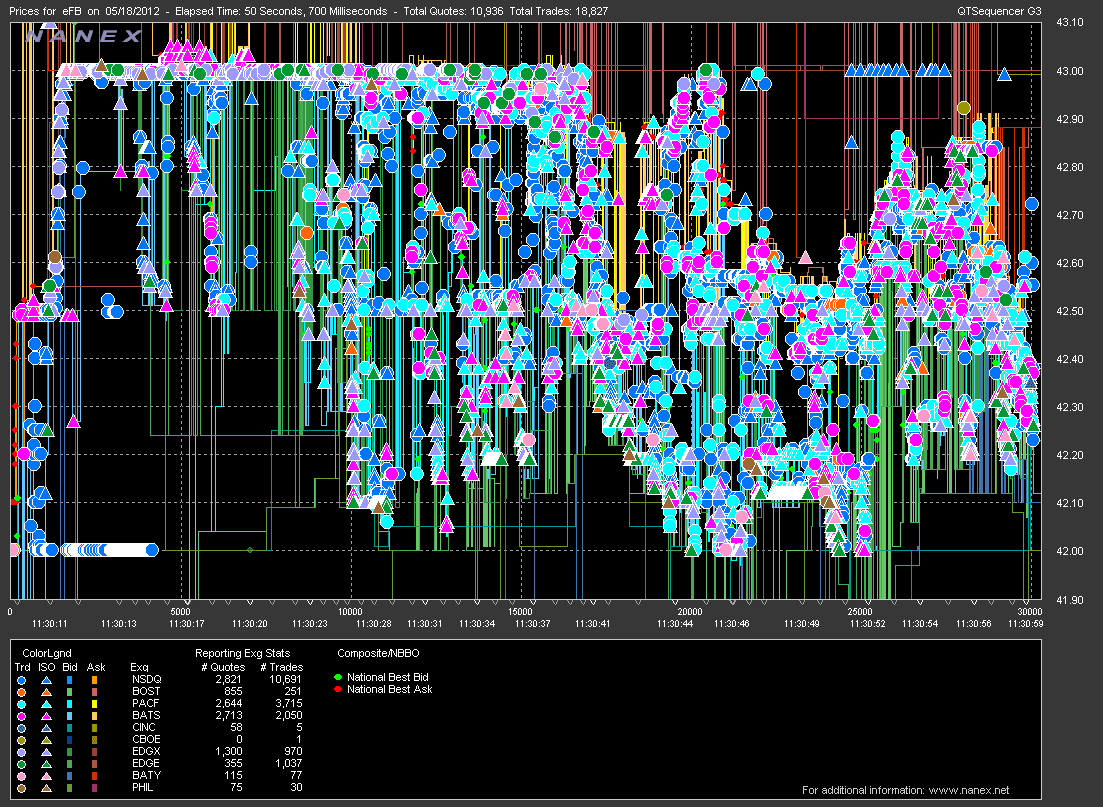 Prices for eFB on 05/18/2012 - Elapsed Time: 50 Seconds, 700 Milliseconds - Total Quotes: 10,936 Total Trades: 18,827 QTSequencer G3
NANEX
43.10
43.00
42.90
42.80
42.70
42.60
42.50
42.40
42.30
42.20
42.10
42.00
41.90
0 5000 10000 15000 20000 25000 30000
11:30:11 11:30:13 11:30:17 11:30:20 11:30:23 11:30:28 11:30:31 11:30:34 11:30:37 11:30:41 11:30:44 11:30:46 11:30:49 11:30:52 11:30:54 11:30:56 11:30:59
ColorLgnd Reporting Exg Stats Composite/NBBO
Trd ISO Bid Ask Exg # Quotes # Trades
NSDQ 2,821 10,691 National Best Bid
BOST 855 251 National Best Ask
PACF 2,644 3,715
BATS 2,713 2,050
CINC 58 5
CBOE 0 1
EDGX 1,300 970
EDGE 355 1,037
BATY 115 77
PHIL 75 30
For additional information: www.nanex.net